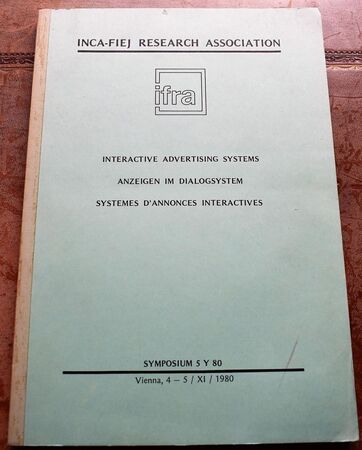 INCA-FIEJ RESEARCH ASSOCIATION
ifra
INTERACTIVE ADVERTISING SYSTEMS
ANZEIGEN IM DIALOGSYSTEM
SYSTEMES D'ANNONCES INTERACTIVES
SYMPOSIUM 5 Y 80
Vienna, 4 – 5 / XI / 1980